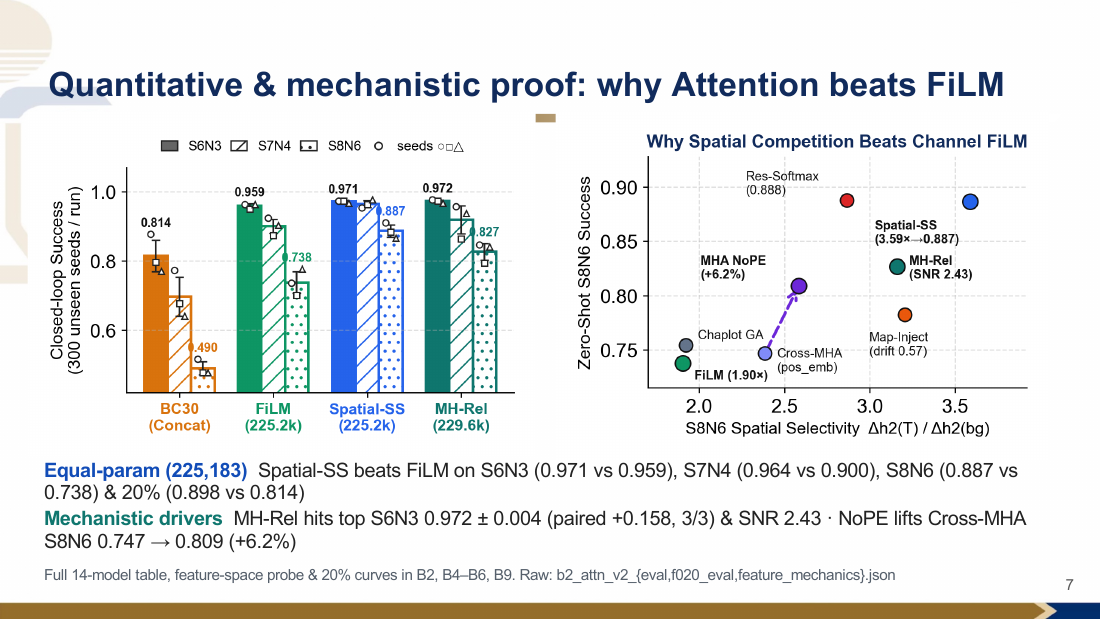 Quantitative & mechanistic proof: why Attention beats FiLM
S6N3 S7N4 S8N6 seeds ○□△
Closed-loop Success
(300 unseen seeds / run)
1.0
0.8
0.6
0.814
0.490
0.959
0.738
0.971
0.887
0.972
0.827
BC30
(Concat)
FiLM
(225.2k)
Spatial-SS
(225.2k)
MH-Rel
(229.6k)
Why Spatial Competition Beats Channel FiLM
Zero-Shot S8N6 Success
0.90
0.85
0.80
0.75
Res-Softmax
(0.888)
Spatial-SS
(3.59×→0.887)
MHA NoPE
(+6.2%)
MH-Rel
(SNR 2.43)
Map-Inject
(drift 0.57)
Chaplot GA
Cross-MHA
(pos_emb)
FiLM (1.90×)
2.0 2.5 3.0 3.5
S8N6 Spatial Selectivity Δh2(T) / Δh2(bg)
Equal-param (225,183) Spatial-SS beats FiLM on S6N3 (0.971 vs 0.959), S7N4 (0.964 vs 0.900), S8N6 (0.887 vs
0.738) & 20% (0.898 vs 0.814)
Mechanistic drivers MH-Rel hits top S6N3 0.972 ± 0.004 (paired +0.158, 3/3) & SNR 2.43 · NoPE lifts Cross-MHA
S8N6 0.747 → 0.809 (+6.2%)
Full 14-model table, feature-space probe & 20% curves in B2, B4–B6, B9. Raw: b2_attn_v2_{eval,f020_eval,feature_mechanics}.json
7